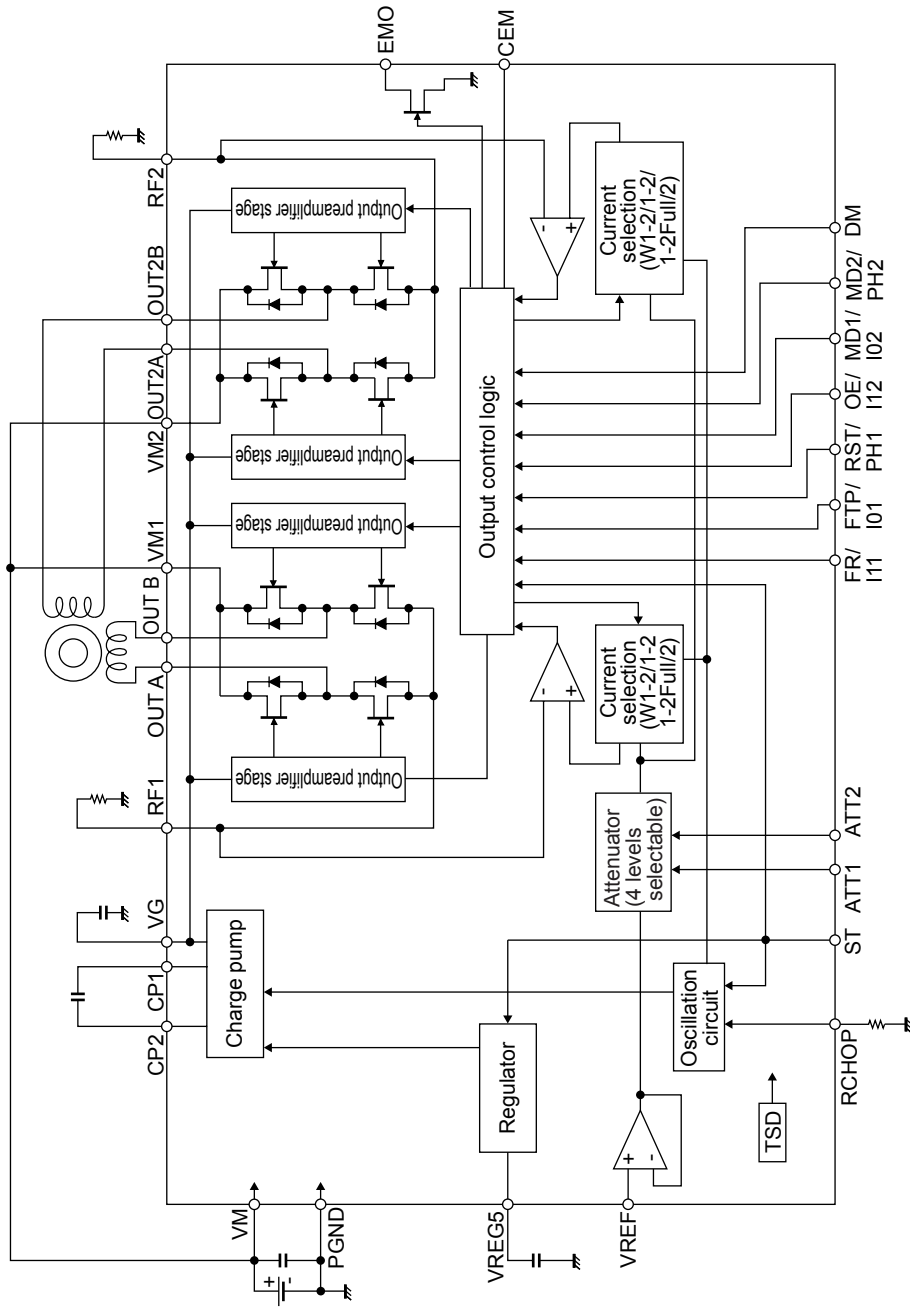 VM
PGND
VREG5
VREF
CP2
CP1
VG
RF1
OUT A
OUT B
VM1
VM2
OUT2A
OUT2B
RF2
EMO
CEM
+
-
Charge pump
Regulator
+
-
TSD
Oscillation
circuit
Attenuator
(4 levels
selectable)
Output preamplifier
stage
Output preamplifier
stage
Output preamplifier
stage
Output preamplifier
stage
Output control logic
-
+
-
+
Current
selection
(W1-2/1-2
1-2Full/2)
Current
selection
(W1-2/1-2/
1-2Full/2)
RCHOP
ST
ATT1
ATT2
FR/
I11
FTP/
I01
RST/
PH1
OE/
I12
MD1/
I02
MD2/
PH2
DM